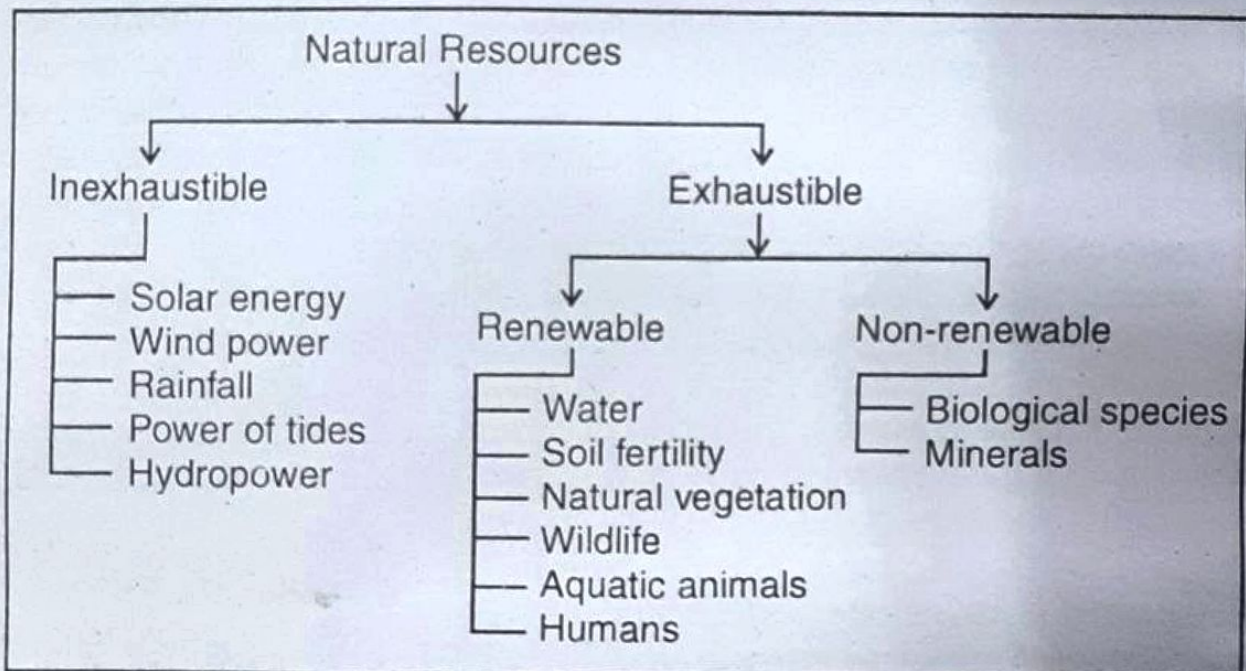 Natural Resources
Inexhaustible
Solar energy
Wind power
Rainfall
Power of tides
Hydropower
Exhaustible
Renewable
Water
Soil fertility
Natural vegetation
Wildlife
Aquatic animals
Humans
Non-renewable
Biological species
Minerals